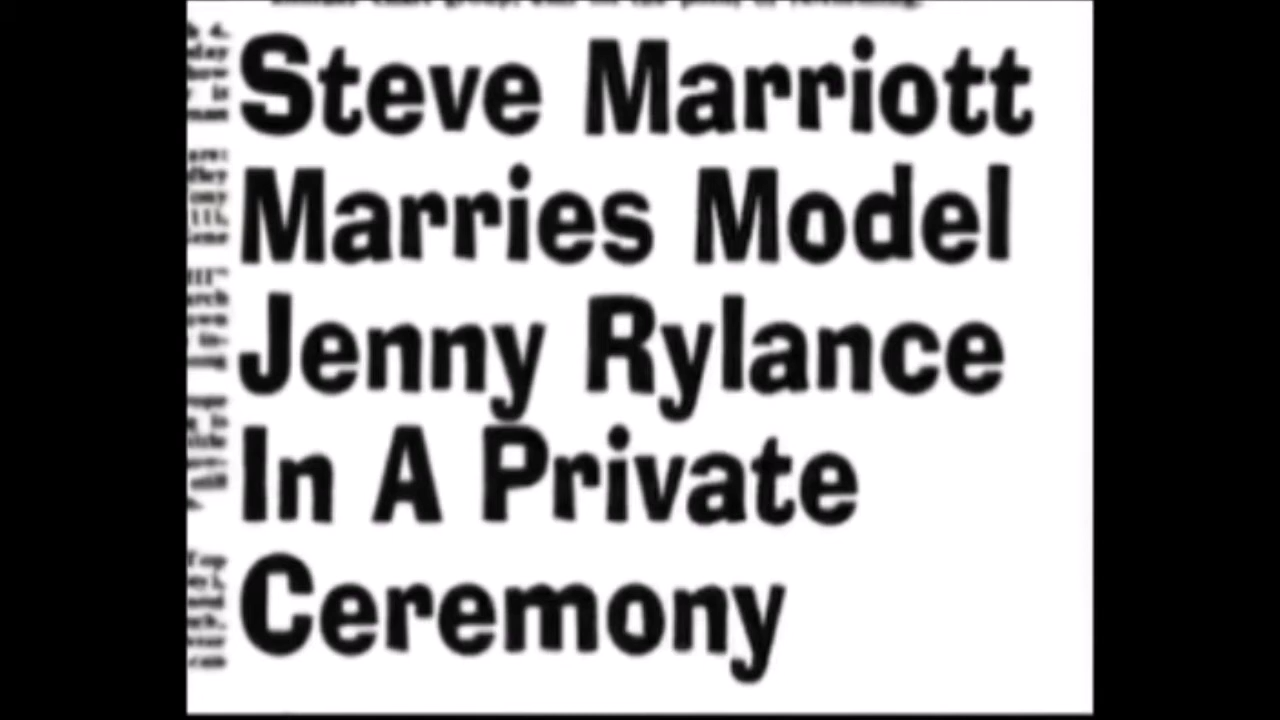 Steve Marriott
Marries Model
Jenny Rylance
In A Private
Ceremony